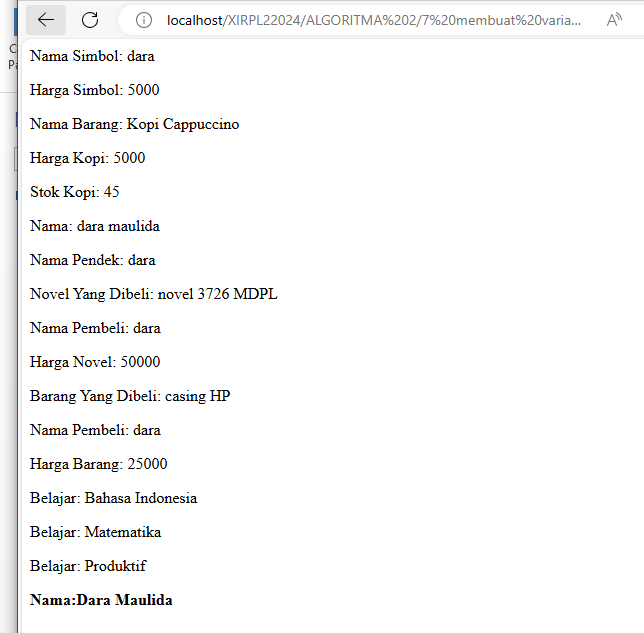 localhost/XIRPL22024/ALGORITMA%202/7%20membuat%20varia...
Nama Simbol: dara
Harga Simbol: 5000
Nama Barang: Kopi Cappuccino
Harga Kopi: 5000
Stok Kopi: 45
Nama: dara maulida
Nama Pendek: dara
Novel Yang Dibeli: novel 3726 MDPL
Nama Pembeli: dara
Harga Novel: 50000
Barang Yang Dibeli: casing HP
Nama Pembeli: dara
Harga Barang: 25000
Belajar: Bahasa Indonesia
Belajar: Matematika
Belajar: Produktif
Nama:Dara Maulida